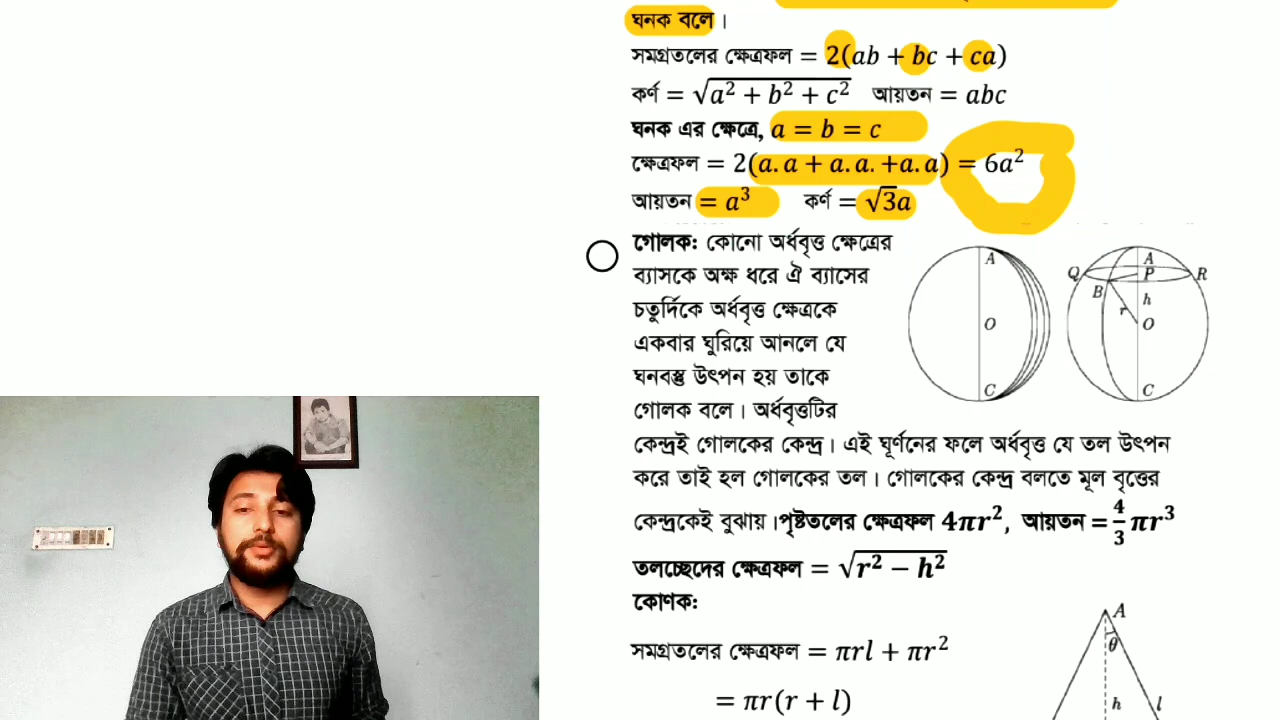 ঘনক বলে।
সমগ্রতলের ক্ষেত্রফল = 2(ab + bc + ca)
কর্ণ = √(a² + b² + c²) আয়তন = abc
ঘনক এর ক্ষেত্রে, a = b = c
ক্ষেত্রফল = 2(a.a + a.a.+a.a) = 6a²
আয়তন = a³ কর্ণ = √3a
গোলক: কোনো অর্ধবৃত্ত ক্ষেত্রের
ব্যাসকে অক্ষ ধরে ঐ ব্যাসের
চতুর্দিকে অর্ধবৃত্ত ক্ষেত্রকে
একবার ঘুরিয়ে আনলে যে
ঘনবস্তু উৎপন হয় তাকে
গোলক বলে। অর্ধবৃত্তটির
কেন্দ্রই গোলকের কেন্দ্র। এই ঘূর্ণনের ফলে অর্ধবৃত্ত যে তল উৎপন
করে তাই হল গোলকের তল। গোলকের কেন্দ্র বলতে মূল বৃত্তের
কেন্দ্রকেই বুঝায়।পৃষ্টতলের ক্ষেত্রফল 4πr², আয়তন = 4/3 πr³
তলচ্ছেদের ক্ষেত্রফল = √(r² − h²)
কোণক:
সমগ্রতলের ক্ষেত্রফল = πrl + πr²
= πr(r + l)
A
O
C
A
Q P R
B
h
r
O
C
A
θ
h l